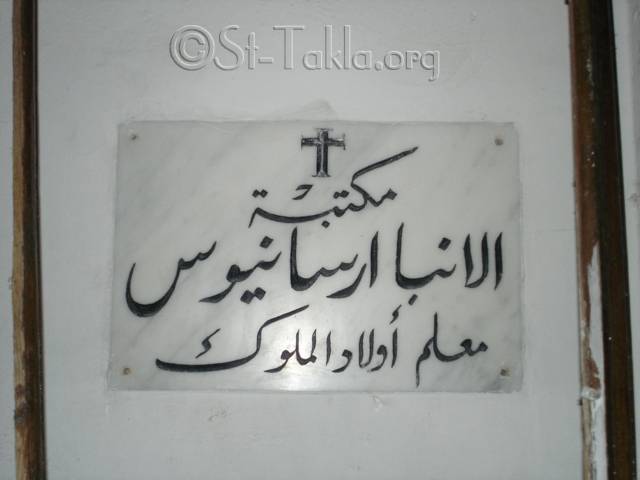 ©St-Takla.org
مكتبة
الانبا ارسانيوس
معلم أولاد الملوك